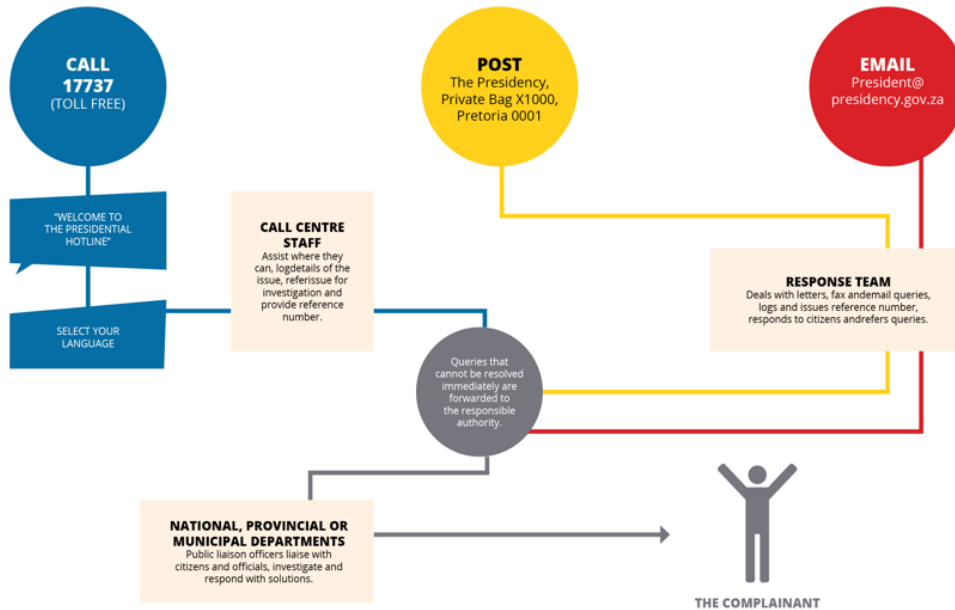 CALL
17737
(TOLL FREE)
POST
The Presidency,
Private Bag X1000,
Pretoria 0001
EMAIL
President@
presidency.gov.za
"WELCOME TO
THE PRESIDENTIAL
HOTLINE"
SELECT YOUR
LANGUAGE
CALL CENTRE
STAFF
Assist where they
can, logdetails of the
issue, referissue for
investigation and
provide reference
number.
RESPONSE TEAM
Deals with letters, fax andemail queries,
logs and issues reference number,
responds to citizens andrefers queries.
Queries that
cannot be resolved
immediately are
forwarded to
the responsible
authority.
NATIONAL, PROVINCIAL OR
MUNICIPAL DEPARTMENTS
Public liaison officers liaise with
citizens and officials, investigate and
respond with solutions.
THE COMPLAINANT